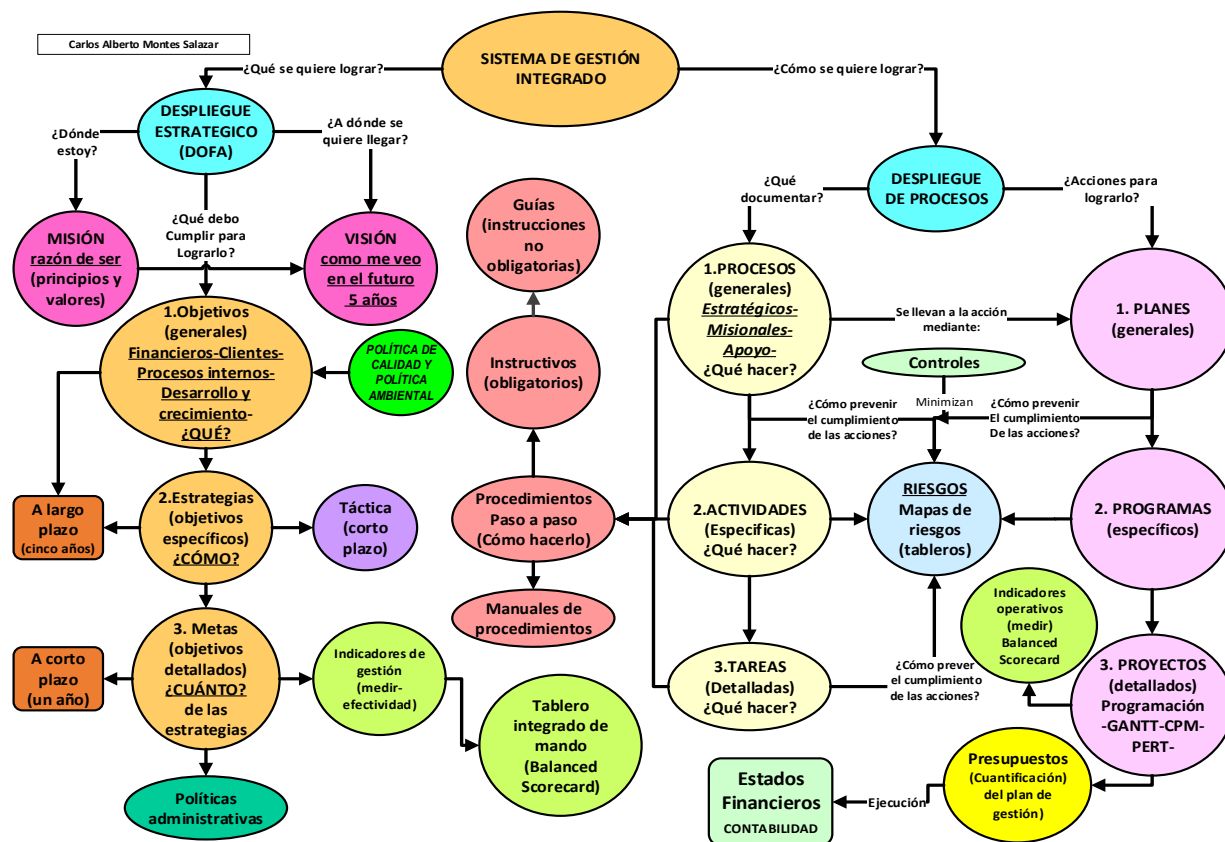 Carlos Alberto Montes Salazar
SISTEMA DE GESTIÓN
INTEGRADO
¿Qué se quiere lograr?
¿Cómo se quiere lograr?
DESPLIEGUE
ESTRATEGICO
(DOFA)
¿Dónde
estoy?
¿A dónde se
quiere llegar?
¿Qué debo
Cumplir para
Lograrlo?
MISIÓN
razón de ser
(principios y
valores)
VISIÓN
como me veo
en el futuro
5 años
1.Objetivos
(generales)
Financieros-Clientes-
Procesos internos-
Desarrollo y
crecimiento-
¿QUÉ?
POLÍTICA DE
CALIDAD Y
POLÍTICA
AMBIENTAL
A largo
plazo
(cinco años)
2.Estrategias
(objetivos
específicos)
¿CÓMO?
Táctica
(corto
plazo)
A corto
plazo
(un año)
3. Metas
(objetivos
detallados)
¿CUÁNTO?
de las
estrategias
Indicadores de
gestión
(medir-
efectividad)
Tablero
integrado de
mando
(Balanced
Scorecard)
Políticas
administrativas
Guías
(instrucciones
no
obligatorias)
Instructivos
(obligatorios)
Procedimientos
Paso a paso
(Cómo hacerlo)
Manuales de
procedimientos
DESPLIEGUE
DE PROCESOS
¿Qué
documentar?
¿Acciones para
lograrlo?
1.PROCESOS
(generales)
Estratégicos-
Misionales-
Apoyo-
¿Qué hacer?
Se llevan a la acción
mediante:
1. PLANES
(generales)
Controles
Minimizan
¿Cómo prevenir
el cumplimiento
de las acciones?
¿Cómo prevenir
El cumplimiento
De las acciones?
2.ACTIVIDADES
(Especificas)
¿Qué hacer?
RIESGOS
Mapas de
riesgos
(tableros)
2. PROGRAMAS
(específicos)
Indicadores
operativos
(medir)
Balanced
Scorecard
3.TAREAS
(Detalladas)
¿Qué hacer?
¿Cómo prever
el cumplimiento
de las acciones?
3. PROYECTOS
(detallados)
Programación
-GANTT-CPM-
PERT-
Presupuestos
(Cuantificación)
del plan de
gestión)
Ejecución
Estados
Financieros
CONTABILIDAD